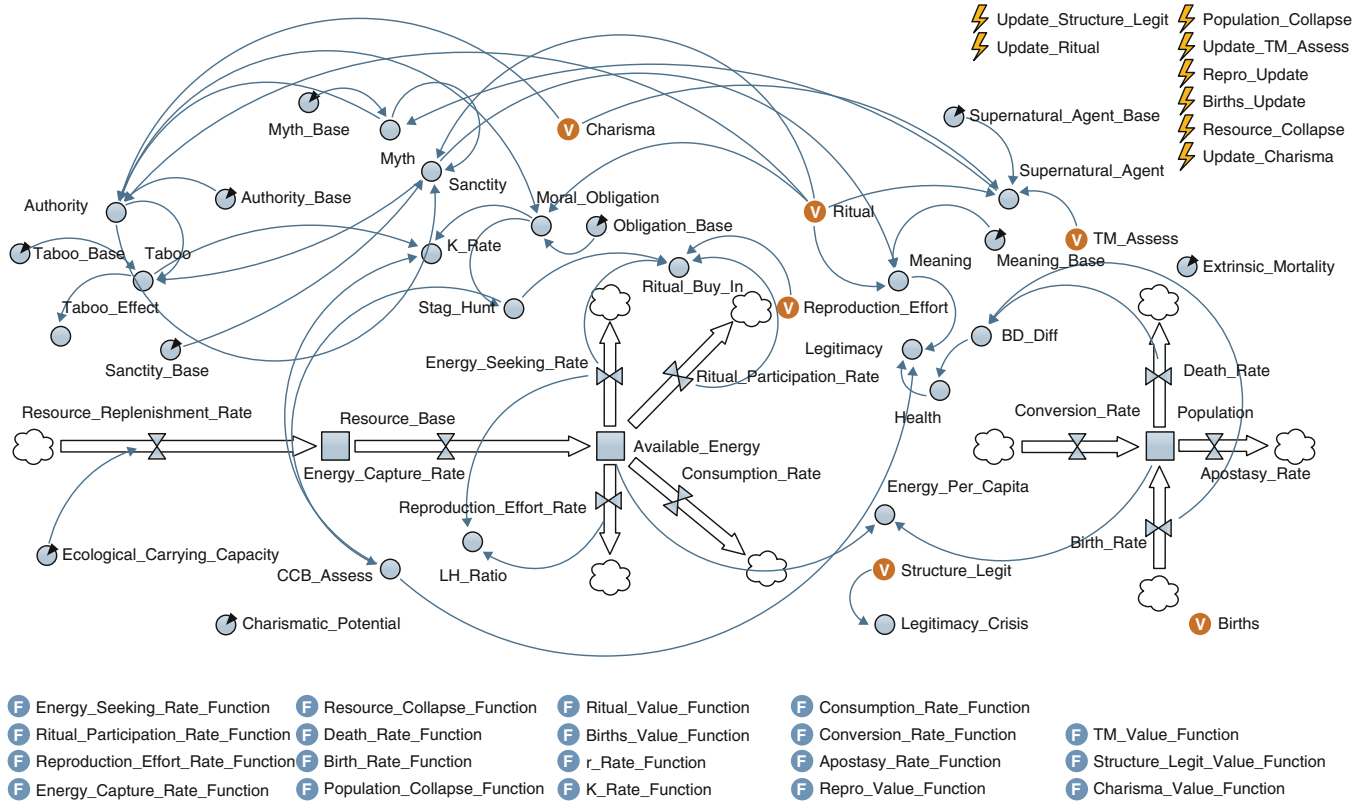 Update_Structure_Legit
Population_Collapse
Update_Ritual
Update_TM_Assess
Repro_Update
Births_Update
Resource_Collapse
Update_Charisma
Myth_Base
V Charisma
Supernatural_Agent_Base
Myth
Supernatural_Agent
Sanctity
Authority_Base
Moral_Obligation
Authority
V Ritual
Obligation_Base
V TM_Assess
K_Rate
Taboo_Base
Taboo
Meaning
Meaning_Base
Extrinsic_Mortality
Ritual_Buy_In
Taboo_Effect
Stag_Hunt
V Reproduction_Effort
BD_Diff
Legitimacy
Energy_Seeking_Rate
Sanctity_Base
Ritual_Participation_Rate
Death_Rate
Resource_Replenishment_Rate
Resource_Base
Health
Conversion_Rate
Population
Available_Energy
Energy_Capture_Rate
Consumption_Rate
Apostasy_Rate
Energy_Per_Capita
Reproduction_Effort_Rate
Birth_Rate
Ecological_Carrying_Capacity
CCB_Assess
LH_Ratio
V Structure_Legit
Charismatic_Potential
Legitimacy_Crisis
V Births
F Energy_Seeking_Rate_Function
F Resource_Collapse_Function
F Ritual_Value_Function
F Consumption_Rate_Function
F Ritual_Participation_Rate_Function
F Death_Rate_Function
F Births_Value_Function
F Conversion_Rate_Function
F TM_Value_Function
F Reproduction_Effort_Rate_Function
F Birth_Rate_Function
F r_Rate_Function
F Apostasy_Rate_Function
F Structure_Legit_Value_Function
F Energy_Capture_Rate_Function
F Population_Collapse_Function
F K_Rate_Function
F Repro_Value_Function
F Charisma_Value_Function